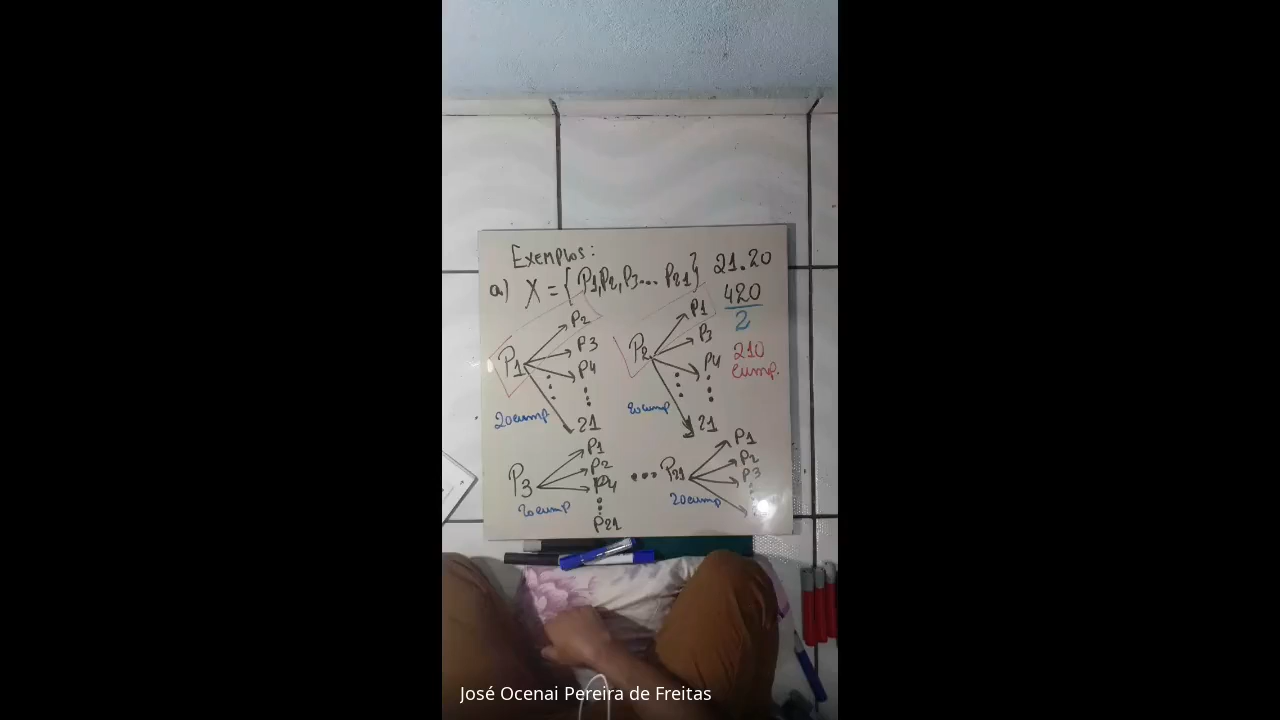 Exemplos:
a) X = {P1, P2, P3... P21}
21.20
420
2
210
cump.
P1
P2
P3
P4
21
20cump
P2
P1
P3
P4
21
20cump
P3
P1
P2
P4
P21
20cump
... P21
P1
P2
P3
20cump
José Ocenai Pereira de Freitas